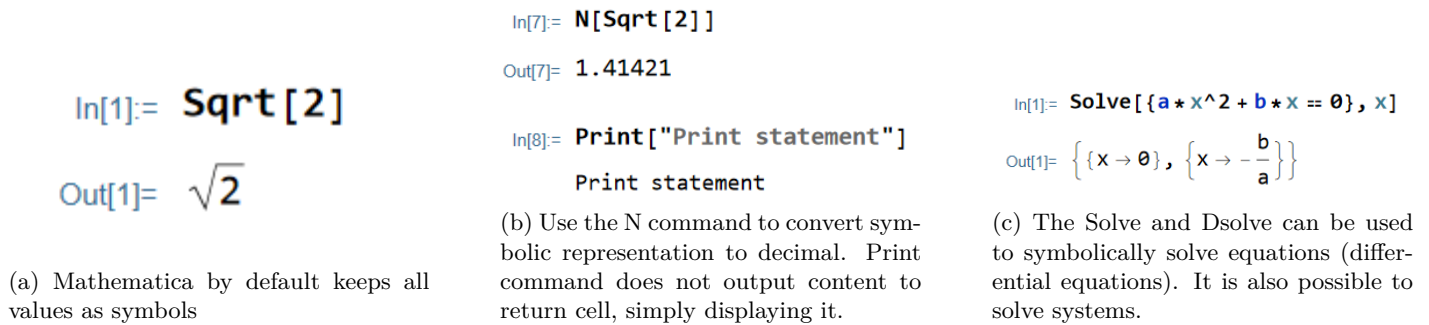 In[1]:= Sqrt[2]
Out[1]= √2
(a) Mathematica by default keeps all
values as symbols
In[7]:= N[Sqrt[2]]
Out[7]= 1.41421
In[8]:= Print["Print statement"]
Print statement
(b) Use the N command to convert sym-
bolic representation to decimal. Print
command does not output content to
return cell, simply displaying it.
In[1]:= Solve[{a * x^2 + b * x == 0}, x]
Out[1]= {{x → 0}, {x → - b/a}}
(c) The Solve and Dsolve can be used
to symbolically solve equations (differ-
ential equations). It is also possible to
solve systems.